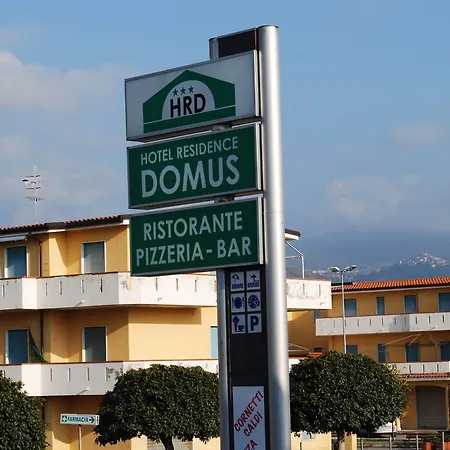 HRD
HOTEL RESIDENCE
DOMUS
RISTORANTE
PIZZERIA - BAR
P
CORNETTI
CALDI
FARMACIA